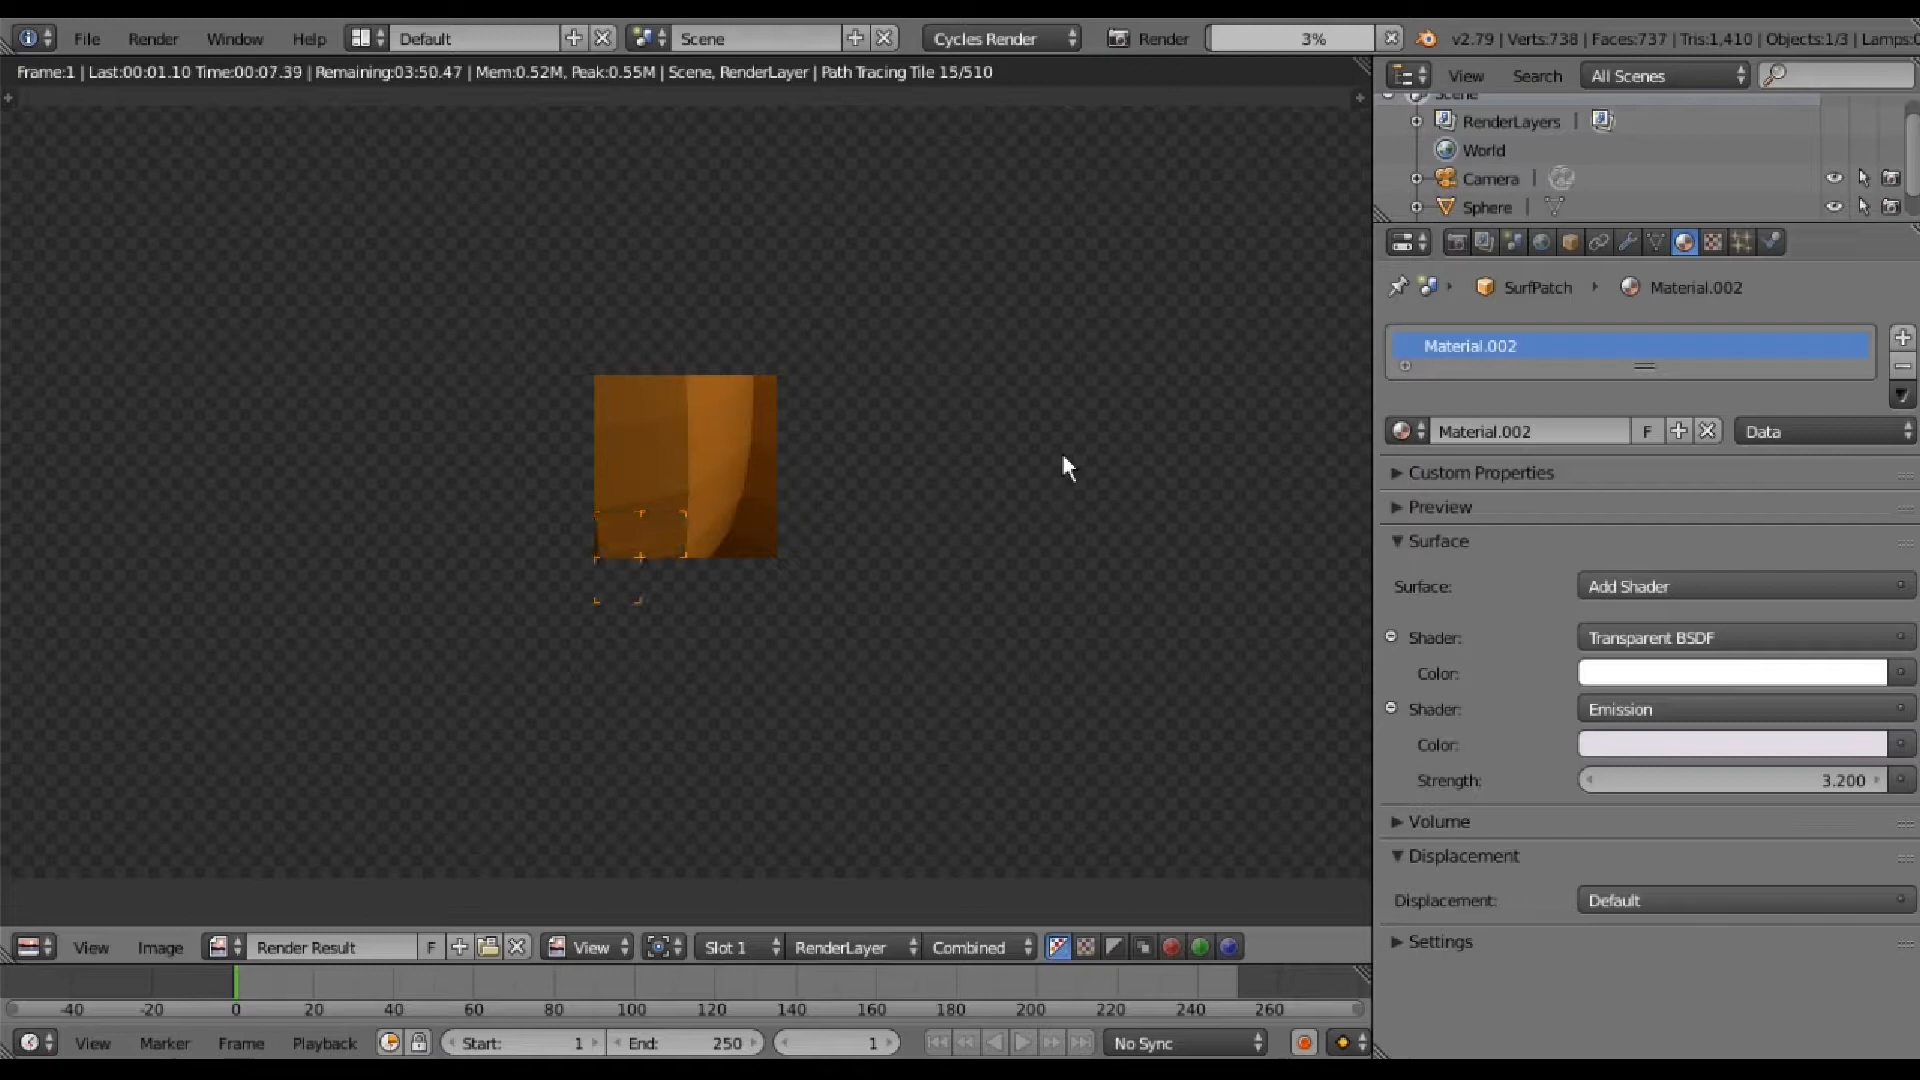 File Render Window Help Default Scene Cycles Render Render 3% v2.79 | Verts:738 | Faces:737 | Tris:1,410 | Objects:1/3 | Lamps:0
Frame:1 | Last:00:01.10 Time:00:07.39 | Remaining:03:50.47 | Mem:0.52M, Peak:0.55M | Scene, RenderLayer | Path Tracing Tile 15/510
View Search All Scenes
Scene
RenderLayers
World
Camera
Sphere
SurfPatch Material.002
Material.002
Material.002 F Data
Custom Properties
Preview
Surface
Surface: Add Shader
Shader: Transparent BSDF
Color:
Shader: Emission
Color:
Strength: 3.200
Volume
Displacement
Displacement: Default
Settings
View Image Render Result F View Slot 1 RenderLayer Combined
-40 -20 0 20 40 60 80 100 120 140 160 180 200 220 240 260
View Marker Frame Playback Start: 1 End: 250 1 No Sync